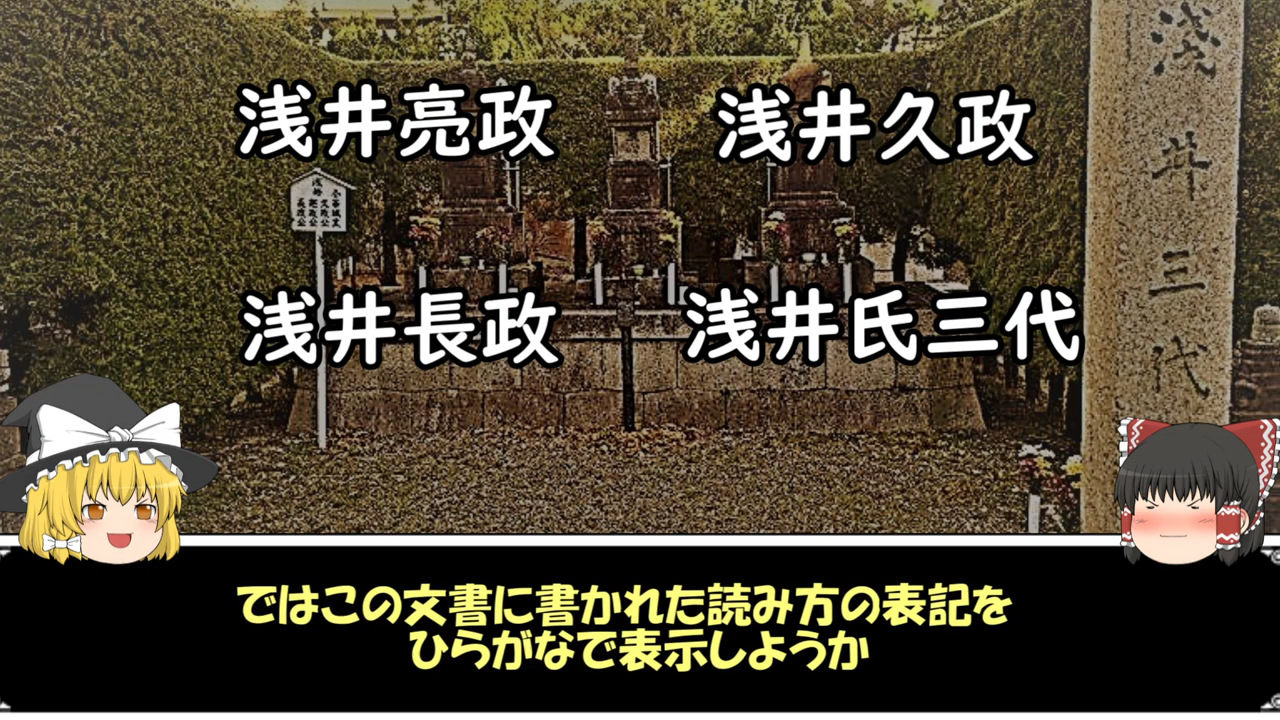 浅井亮政
浅井久政
浅井長政
浅井氏三代
浅井三代
ではこの文書に書かれた読み方の表記を
ひらがなで表示しようか